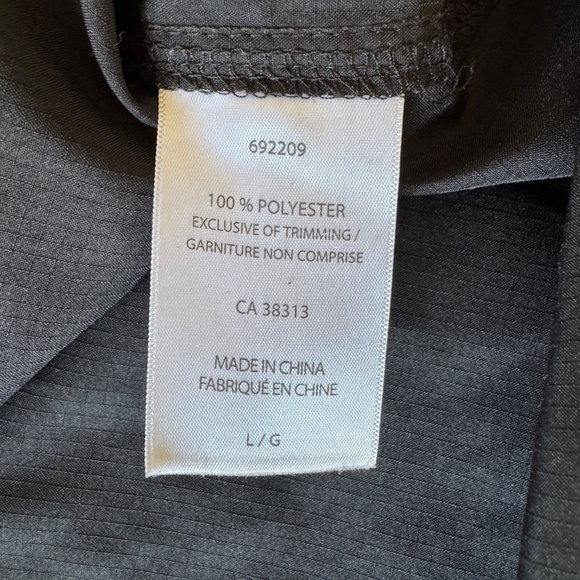 692209
100 % POLYESTER
EXCLUSIVE OF TRIMMING /
GARNITURE NON COMPRISE
CA 38313
MADE IN CHINA
FABRIQUÉ EN CHINE
L / G